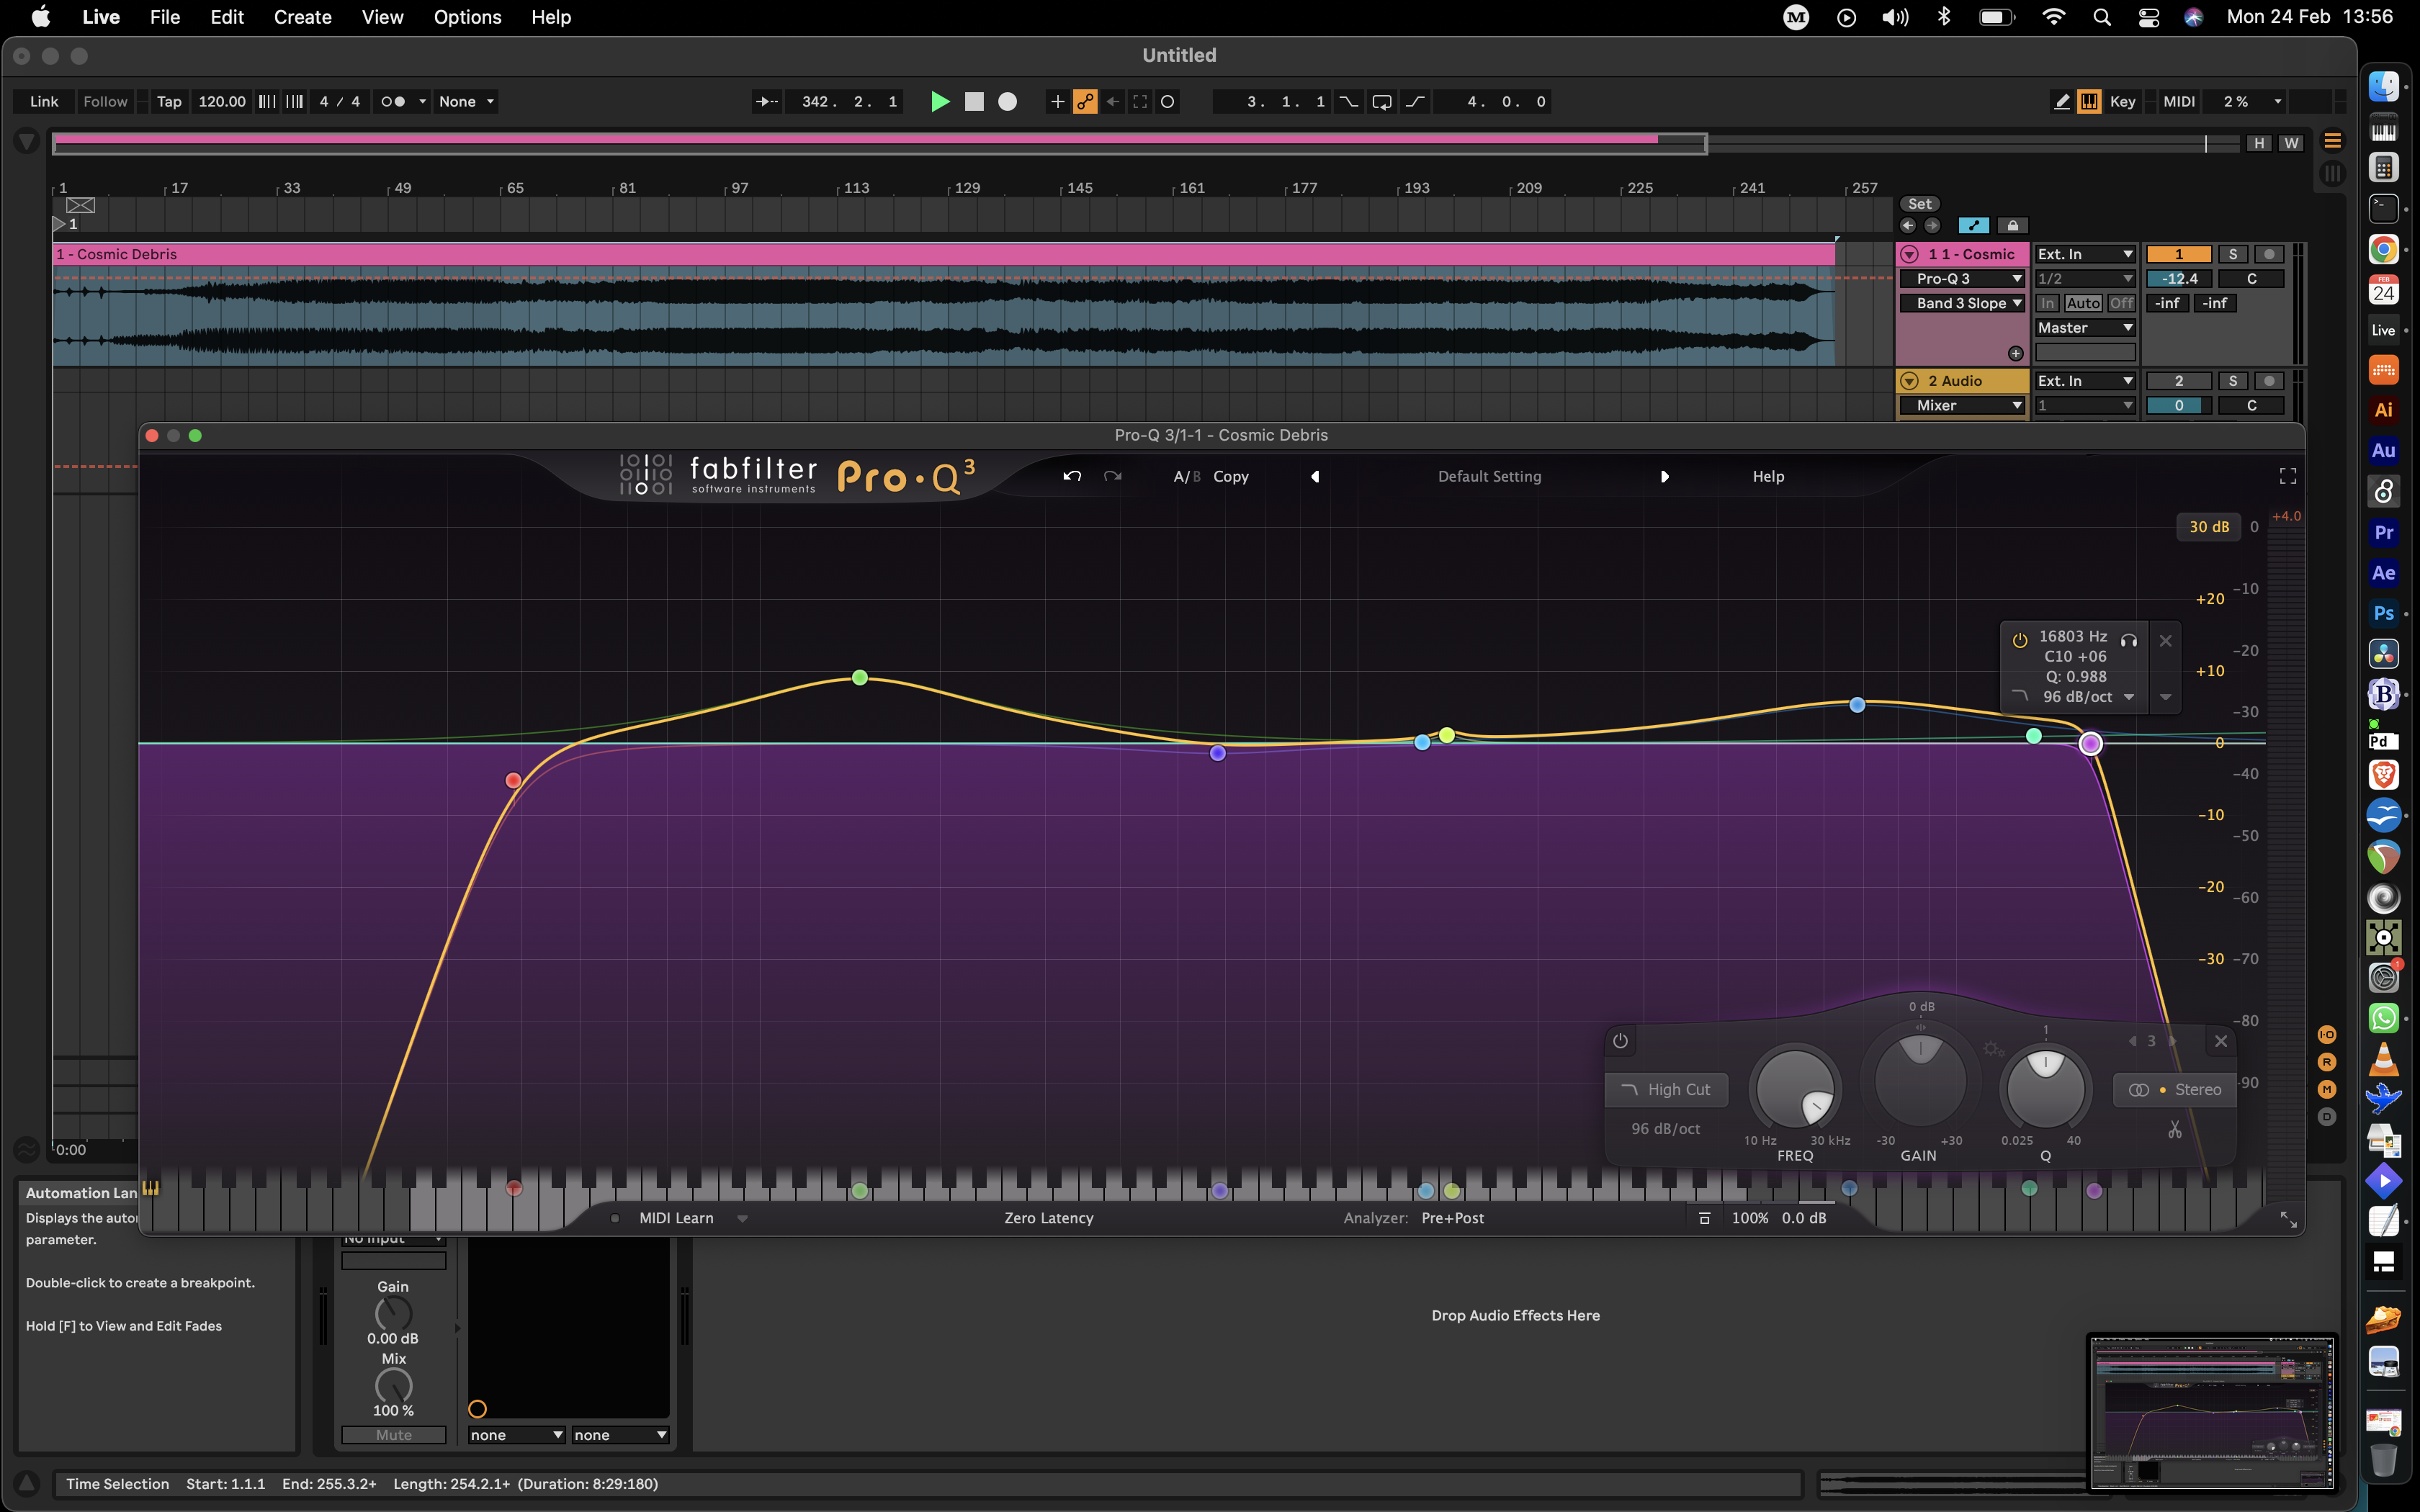 Live File Edit Create View Options Help Mon 24 Feb 13:56
Untitled
Link Follow Tap 120.00 4 / 4 None 342. 2. 1 3. 1. 1 4. 0. 0 Key MIDI 2 %
H W
1 17 33 49 65 81 97 113 129 145 161 177 193 209 225 241 257
Set
1
1 - Cosmic Debris
1 1 - Cosmic Ext. In 1 S
Pro-Q 3 1/2 -12.4 C
Band 3 Slope In Auto Off -inf -inf
Master
2 Audio Ext. In 2 S
Mixer 1 0 C
Pro-Q 3/1-1 - Cosmic Debris
fabfilter Pro·Q3
software instruments
A/B Copy Default Setting Help
30 dB 0 +4.0
-10
+20
-20
+10
-30
0
-40
-10
-50
-20
-60
-30 -70
-80
-90
16803 Hz
C10 +06
Q: 0.988
96 dB/oct
0 dB
1
3
High Cut Stereo
96 dB/oct
10 Hz 30 kHz -30 +30 0.025 40
FREQ GAIN Q
0:00
MIDI Learn Zero Latency Analyzer: Pre+Post 100% 0.0 dB
Automation Lan
Displays the autor
parameter.
Double-click to create a breakpoint.
Hold [F] to View and Edit Fades
No Input
Gain
0.00 dB
Mix
100 %
Mute none none
Drop Audio Effects Here
Time Selection Start: 1.1.1 End: 255.3.2+ Length: 254.2.1+ (Duration: 8:29:180)
I·O
R
M
D
FEB
24
Live
Ai
Au
Pr
Ae
Ps
B
Pd
1